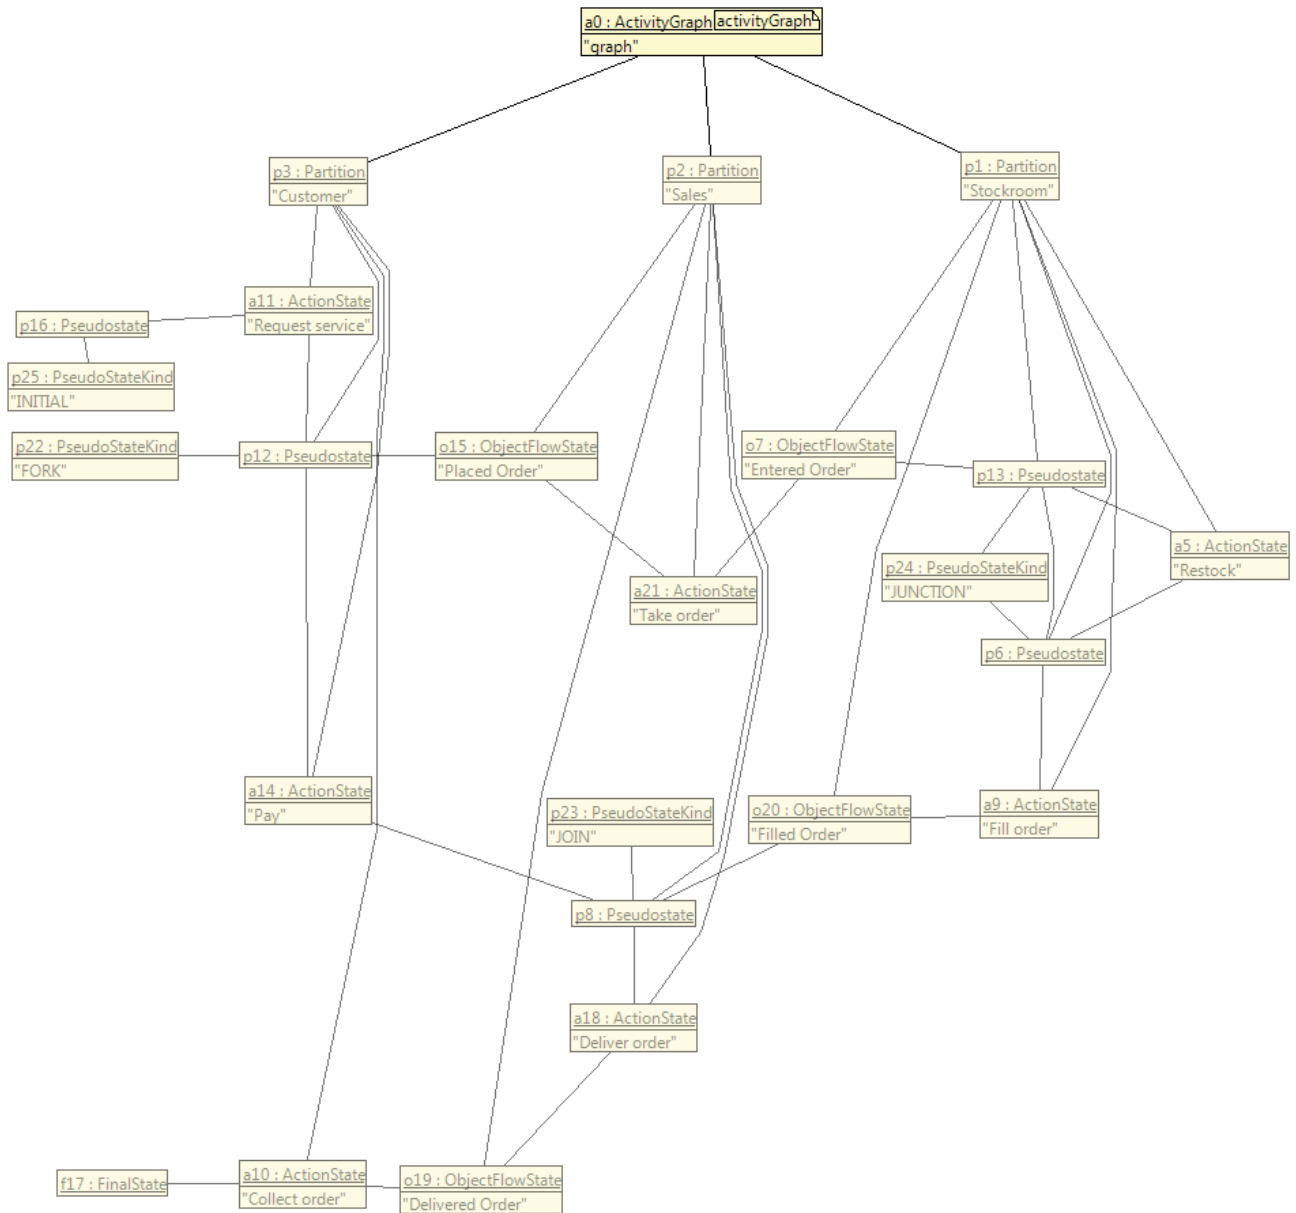 a0 : ActivityGraph activityGraph
"graph"
p3 : Partition
"Customer"
p2 : Partition
"Sales"
p1 : Partition
"Stockroom"
a11 : ActionState
"Request service"
p16 : Pseudostate
p25 : PseudoStateKind
"INITIAL"
p22 : PseudoStateKind
"FORK"
p12 : Pseudostate
o15 : ObjectFlowState
"Placed Order"
o7 : ObjectFlowState
"Entered Order"
p13 : Pseudostate
a5 : ActionState
"Restock"
p24 : PseudoStateKind
"JUNCTION"
a21 : ActionState
"Take order"
p6 : Pseudostate
a14 : ActionState
"Pay"
p23 : PseudoStateKind
"JOIN"
o20 : ObjectFlowState
"Filled Order"
a9 : ActionState
"Fill order"
p8 : Pseudostate
a18 : ActionState
"Deliver order"
f17 : FinalState
a10 : ActionState
"Collect order"
o19 : ObjectFlowState
"Delivered Order"